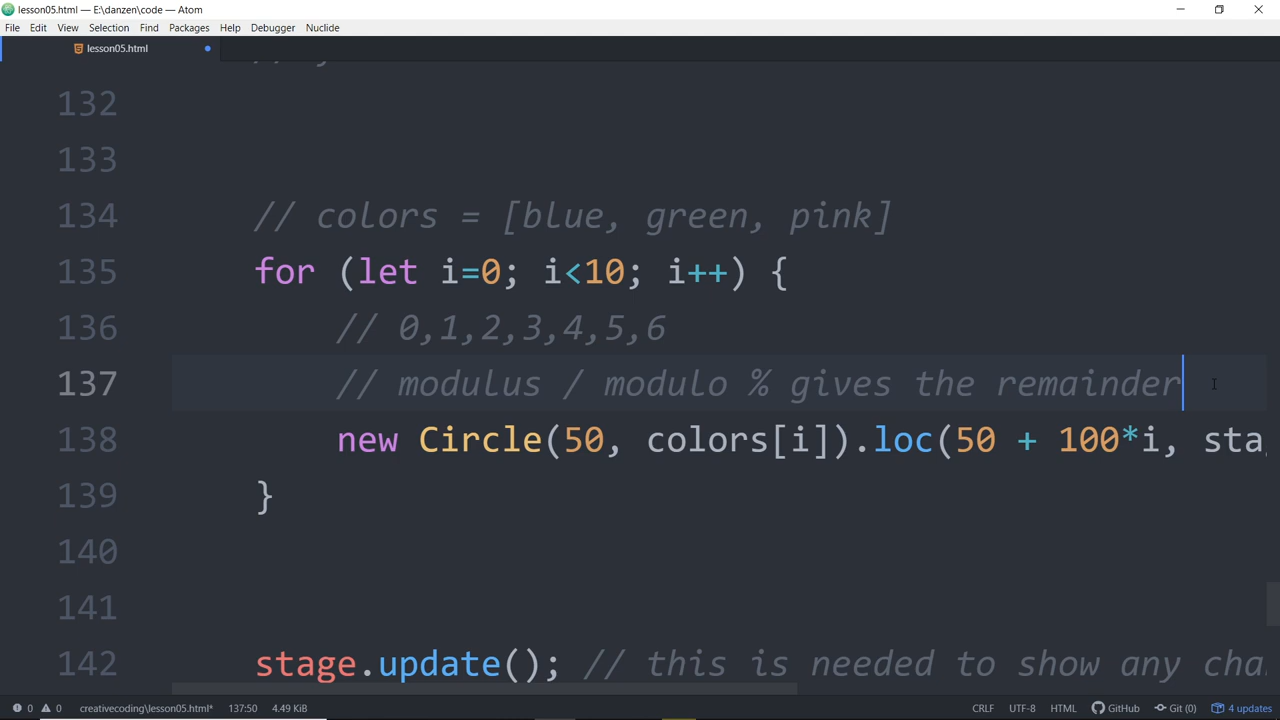 lesson05.html — E:\danzen\code — Atom
File Edit View Selection Find Packages Help Debugger Nuclide
lesson05.html
132
133
134 // colors = [blue, green, pink]
135 for (let i=0; i<10; i++) {
136 // 0,1,2,3,4,5,6
137 // modulus / modulo % gives the remainder
138 new Circle(50, colors[i]).loc(50 + 100*i, sta
139 }
140
141
142 stage.update(); // this is needed to show any cha
0 0 creativecoding\lesson05.html* 137:50 4.49 KiB CRLF UTF-8 HTML GitHub Git (0) 4 updates